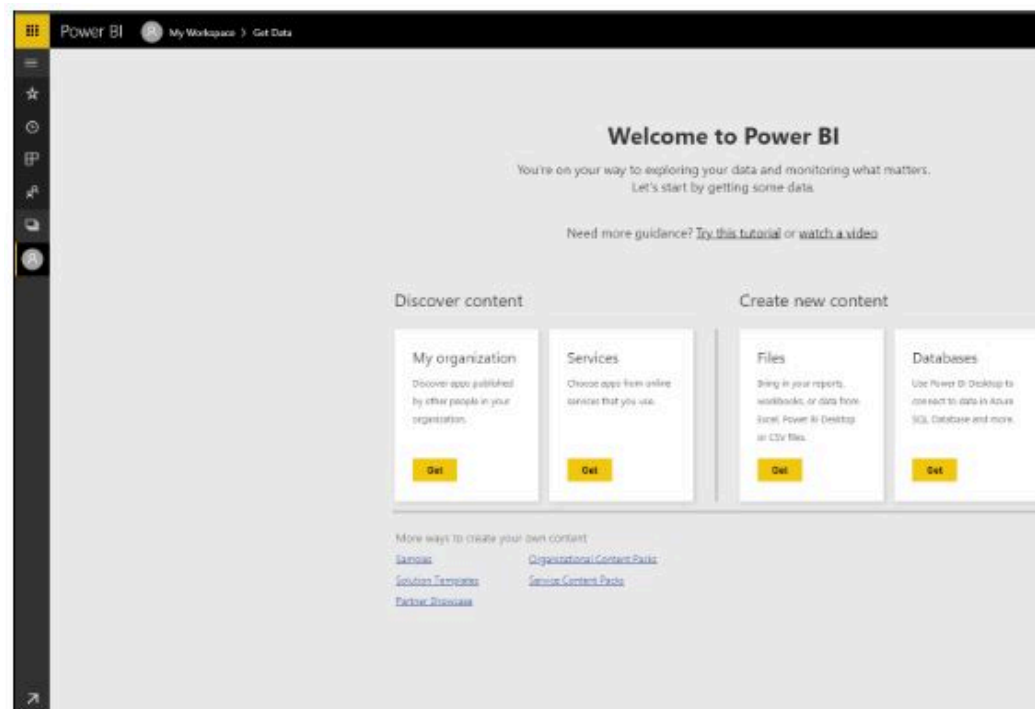 Power BI My Workspace > Get Data
Welcome to Power BI
You're on your way to exploring your data and monitoring what matters.
Let's start by getting some data.
Need more guidance? Try this tutorial or watch a video
Discover content
Create new content
My organization
Discover apps published
by other people in your
organization.
Get
Services
Choose apps from online
services that you use.
Get
Files
Bring in your reports,
workbooks, or data from
Excel, Power BI Desktop
or CSV files.
Get
Databases
Use Power BI Desktop to
connect to data in Azure
SQL Database and more.
Get
More ways to create your own content
Samples
Organizational Content Packs
Solution Templates
Service Content Packs
Partner Showcase